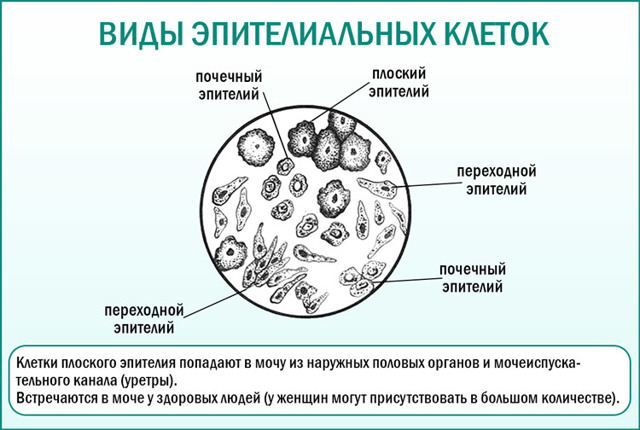 ВИДЫ ЭПИТЕЛИАЛЬНЫХ КЛЕТОК
почечный
эпителий
плоский
эпителий
переходной
эпителий
почечный
эпителий
переходной
эпителий
Клетки плоского эпителия попадают в мочу из наружных половых органов и мочеиспуска-
тельного канала (уретры).
Встречаются в моче у здоровых людей (у женщин могут присутствовать в большом количестве).